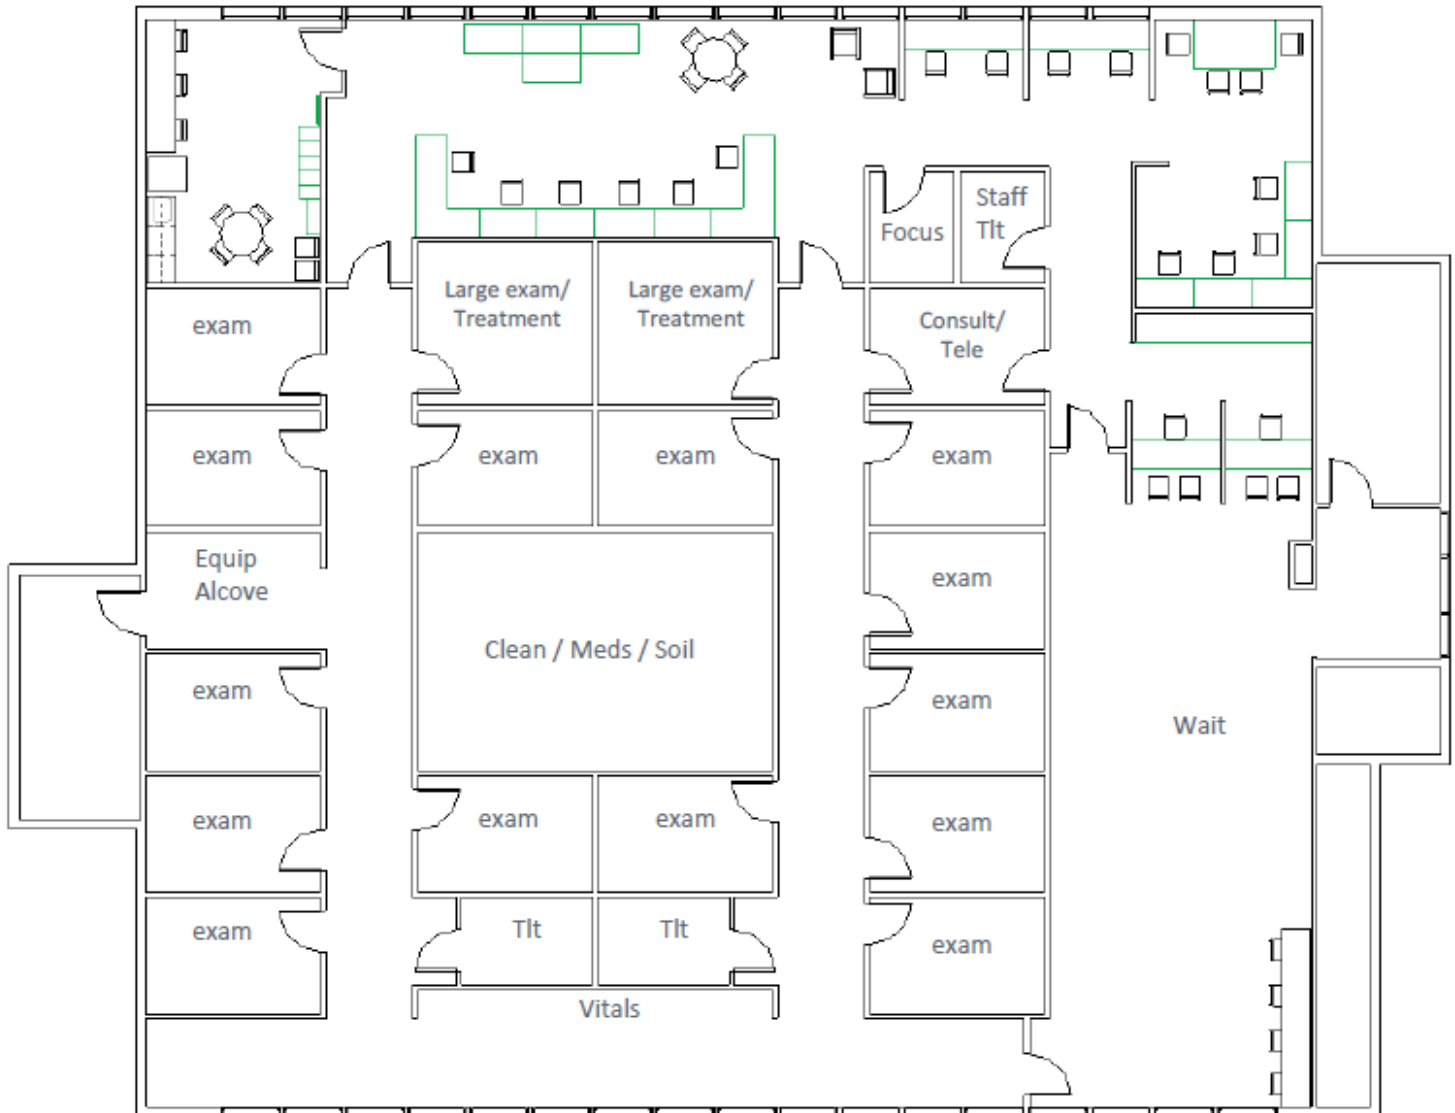 Staff
Tlt
Focus
Large exam/
Treatment
Large exam/
Treatment
exam
Consult/
Tele
exam
exam
exam
exam
Equip
Alcove
exam
Clean / Meds / Soil
exam
exam
Wait
exam
exam
exam
exam
exam
Tlt
Tlt
exam
Vitals